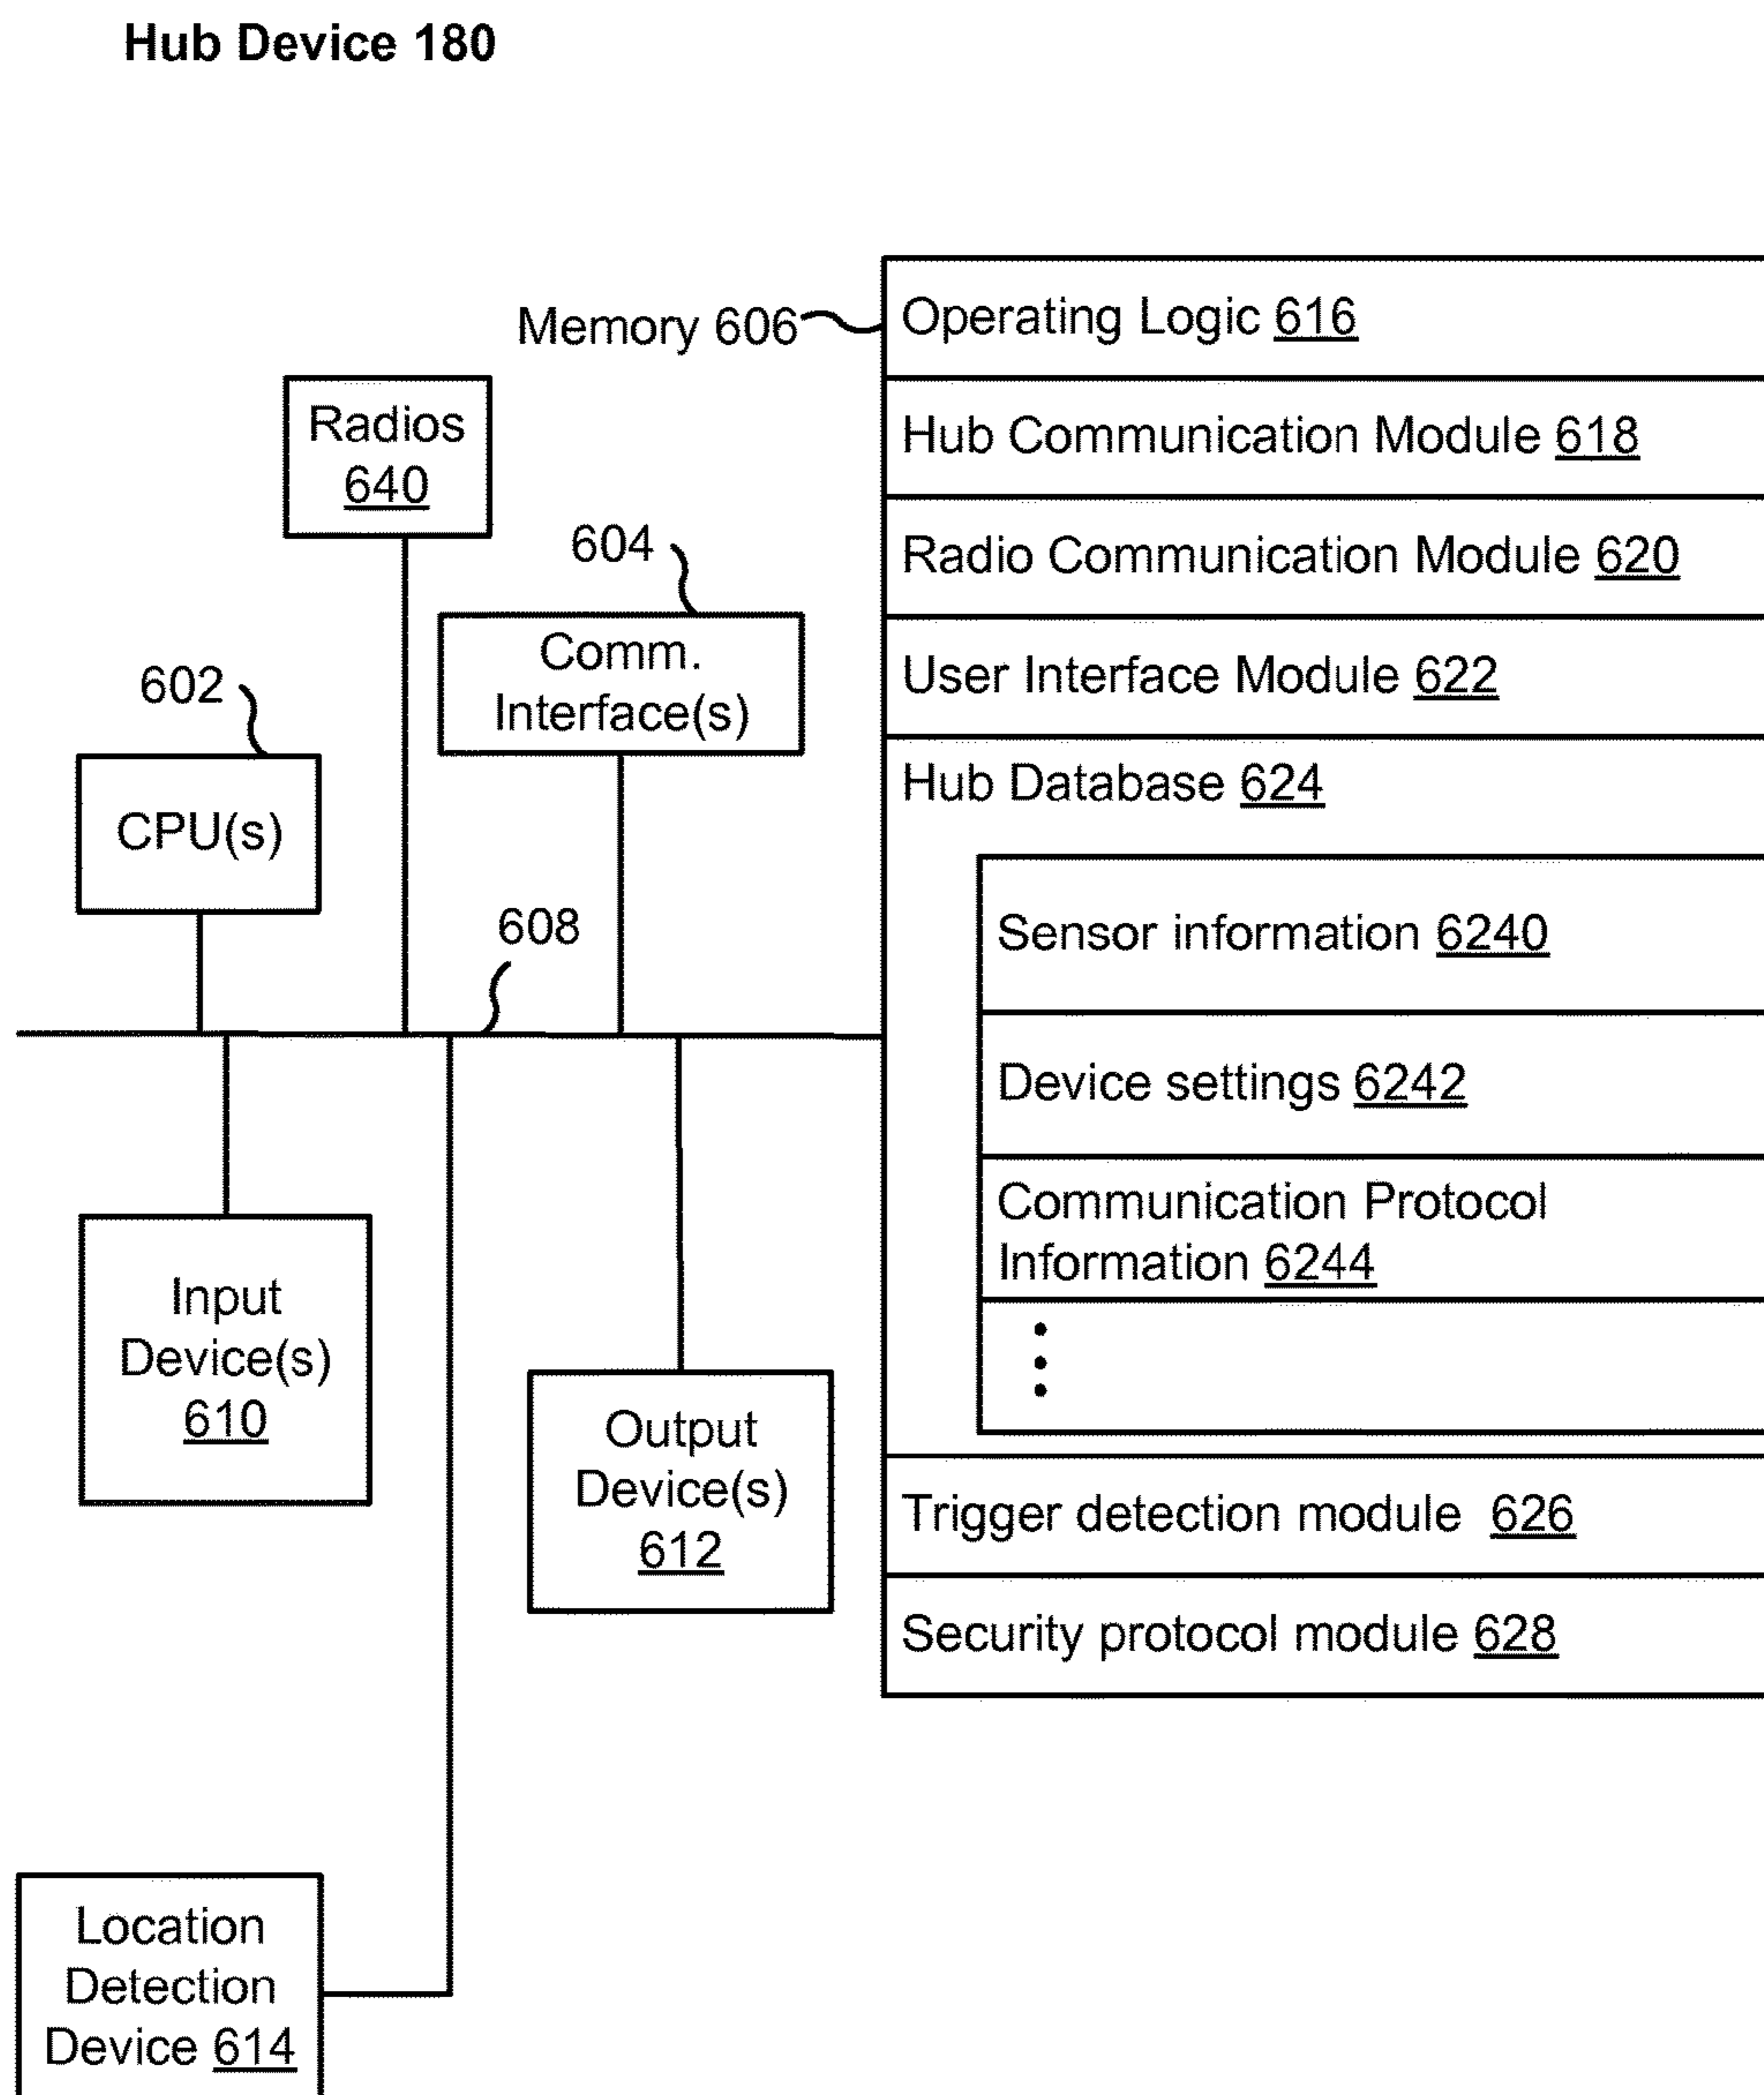 Hub Device 180
Memory 606
Operating Logic 616
Hub Communication Module 618
Radio Communication Module 620
User Interface Module 622
Hub Database 624
Sensor information 6240
Device settings 6242
Communication Protocol
Information 6244
Trigger detection module 626
Security protocol module 628
Radios
640
604
Comm.
Interface(s)
602
CPU(s)
608
Input
Device(s)
610
Output
Device(s)
612
Location
Detection
Device 614